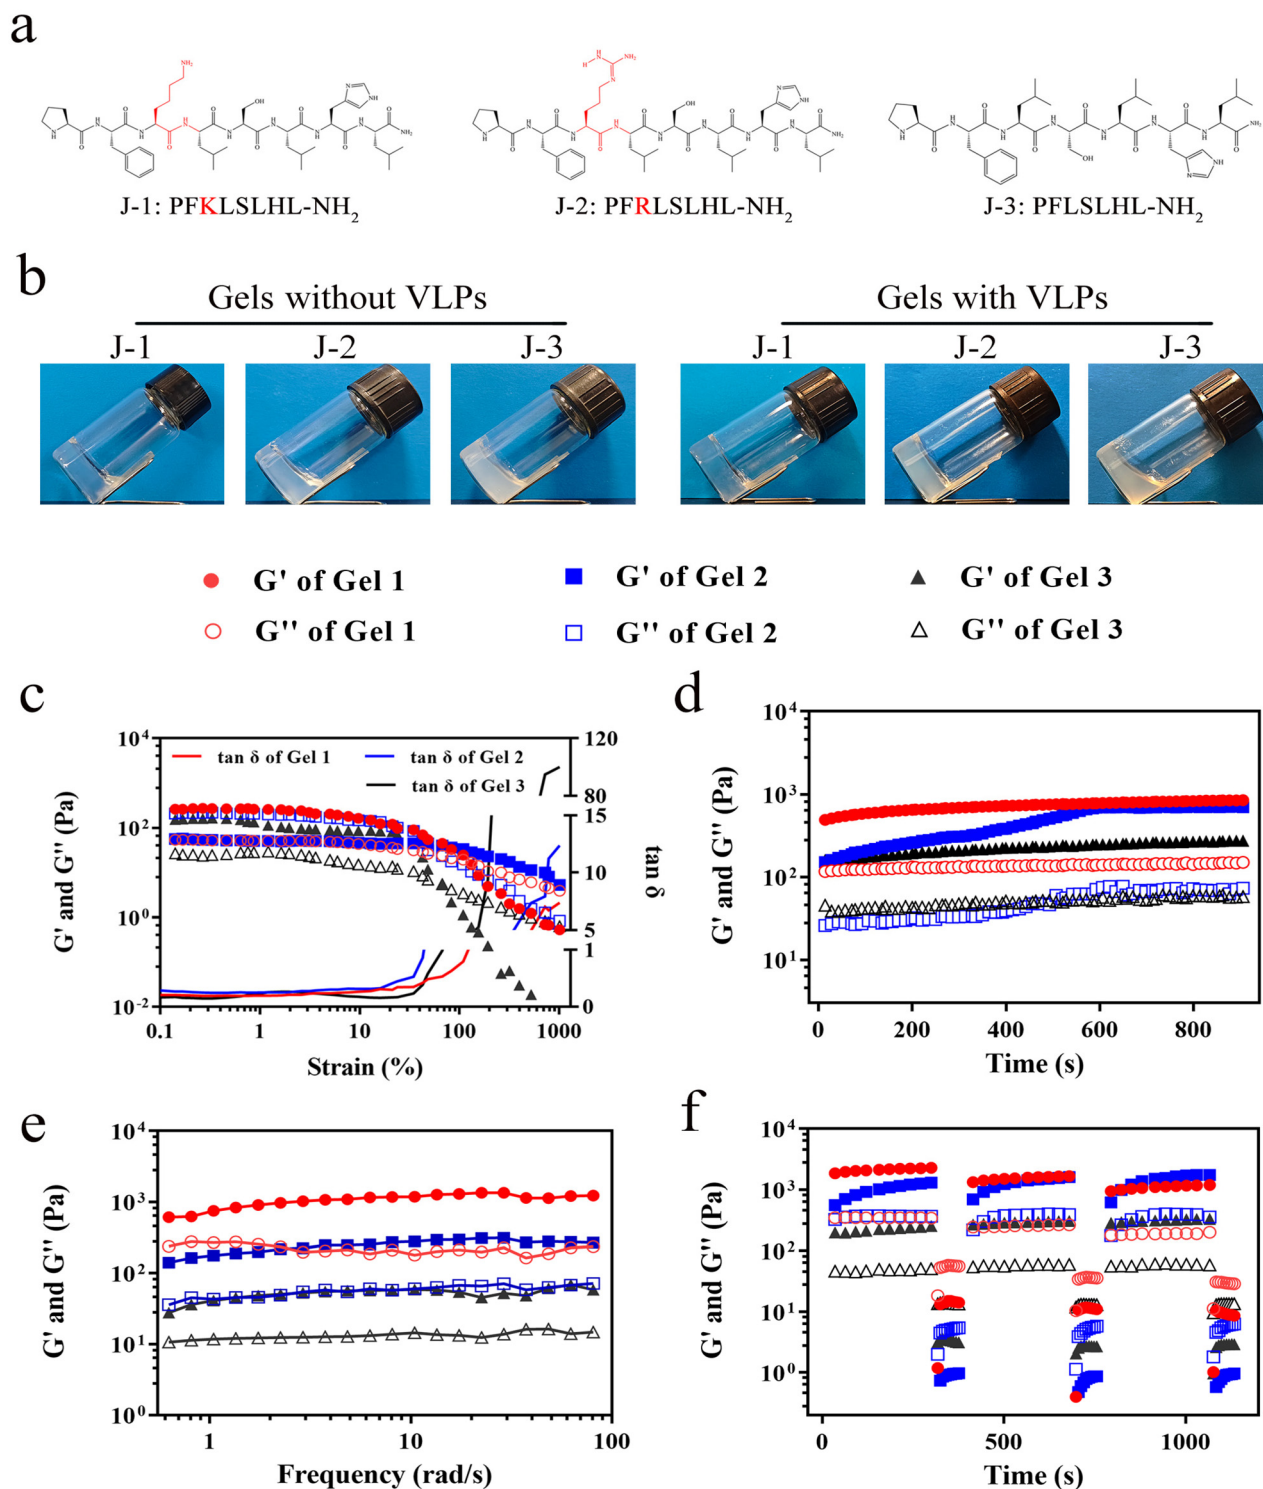 a
J-1: PFKLSLHL-NH2
J-2: PFRLSLHL-NH2
J-3: PFLSLHL-NH2
b
Gels without VLPs
Gels with VLPs
J-1 J-2 J-3 J-1 J-2 J-3
G' of Gel 1 G' of Gel 2 G' of Gel 3
G'' of Gel 1 G'' of Gel 2 G'' of Gel 3
c
G' and G'' (Pa)
10^4
10^2
10^0
10^-2
tan δ of Gel 1 tan δ of Gel 2
tan δ of Gel 3
120
80
15
10
5
1
0
tan δ
0.1 1 10 100 1000
Strain (%)
d
G' and G'' (Pa)
10^4
10^3
10^2
10^1
0 200 400 600 800
Time (s)
e
G' and G'' (Pa)
10^4
10^3
10^2
10^1
10^0
1 10 100
Frequency (rad/s)
f
G' and G'' (Pa)
10^4
10^3
10^2
10^1
10^0
0 500 1000
Time (s)